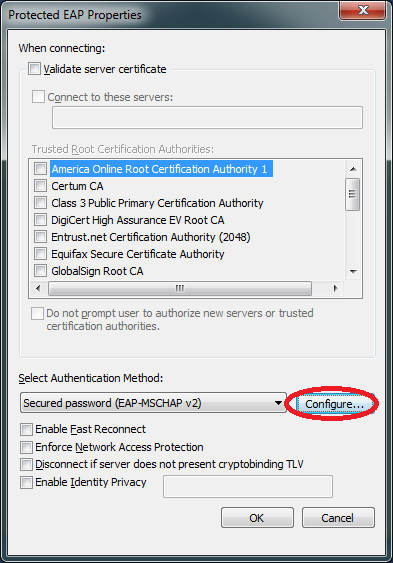 Protected EAP Properties
When connecting:
Validate server certificate
Connect to these servers:
Trusted Root Certification Authorities:
America Online Root Certification Authority 1
Certum CA
Class 3 Public Primary Certification Authority
DigiCert High Assurance EV Root CA
Entrust.net Certification Authority (2048)
Equifax Secure Certificate Authority
GlobalSign Root CA
Do not prompt user to authorize new servers or trusted
certification authorities.
Select Authentication Method:
Secured password (EAP-MSCHAP v2) Configure...
Enable Fast Reconnect
Enforce Network Access Protection
Disconnect if server does not present cryptobinding TLV
Enable Identity Privacy
OK Cancel